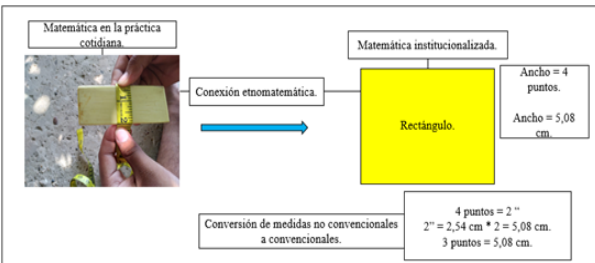 Matemática en la práctica
cotidiana.
Matemática institucionalizada.
Conexión etnomatemática.
Rectángulo.
Ancho = 4
puntos.
Ancho = 5,08
cm.
Conversión de medidas no convencionales
a convencionales.
4 puntos = 2 “
2” = 2,54 cm * 2 = 5,08 cm.
3 puntos = 5,08 cm.